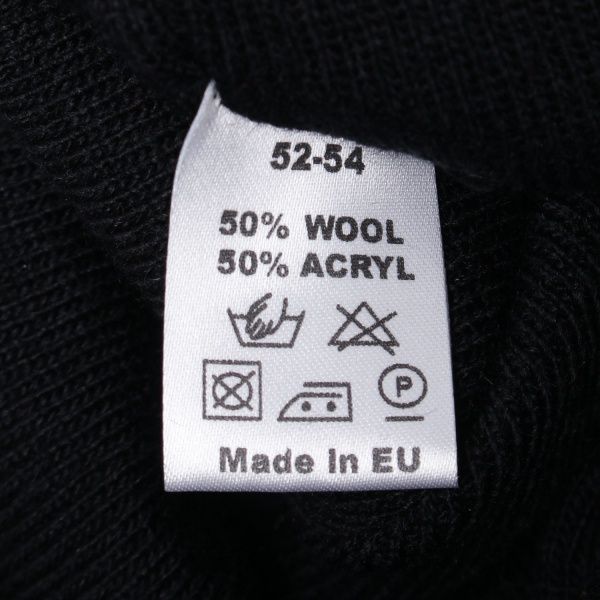 52-54
50% WOOL
50% ACRYL
P
Made In EU